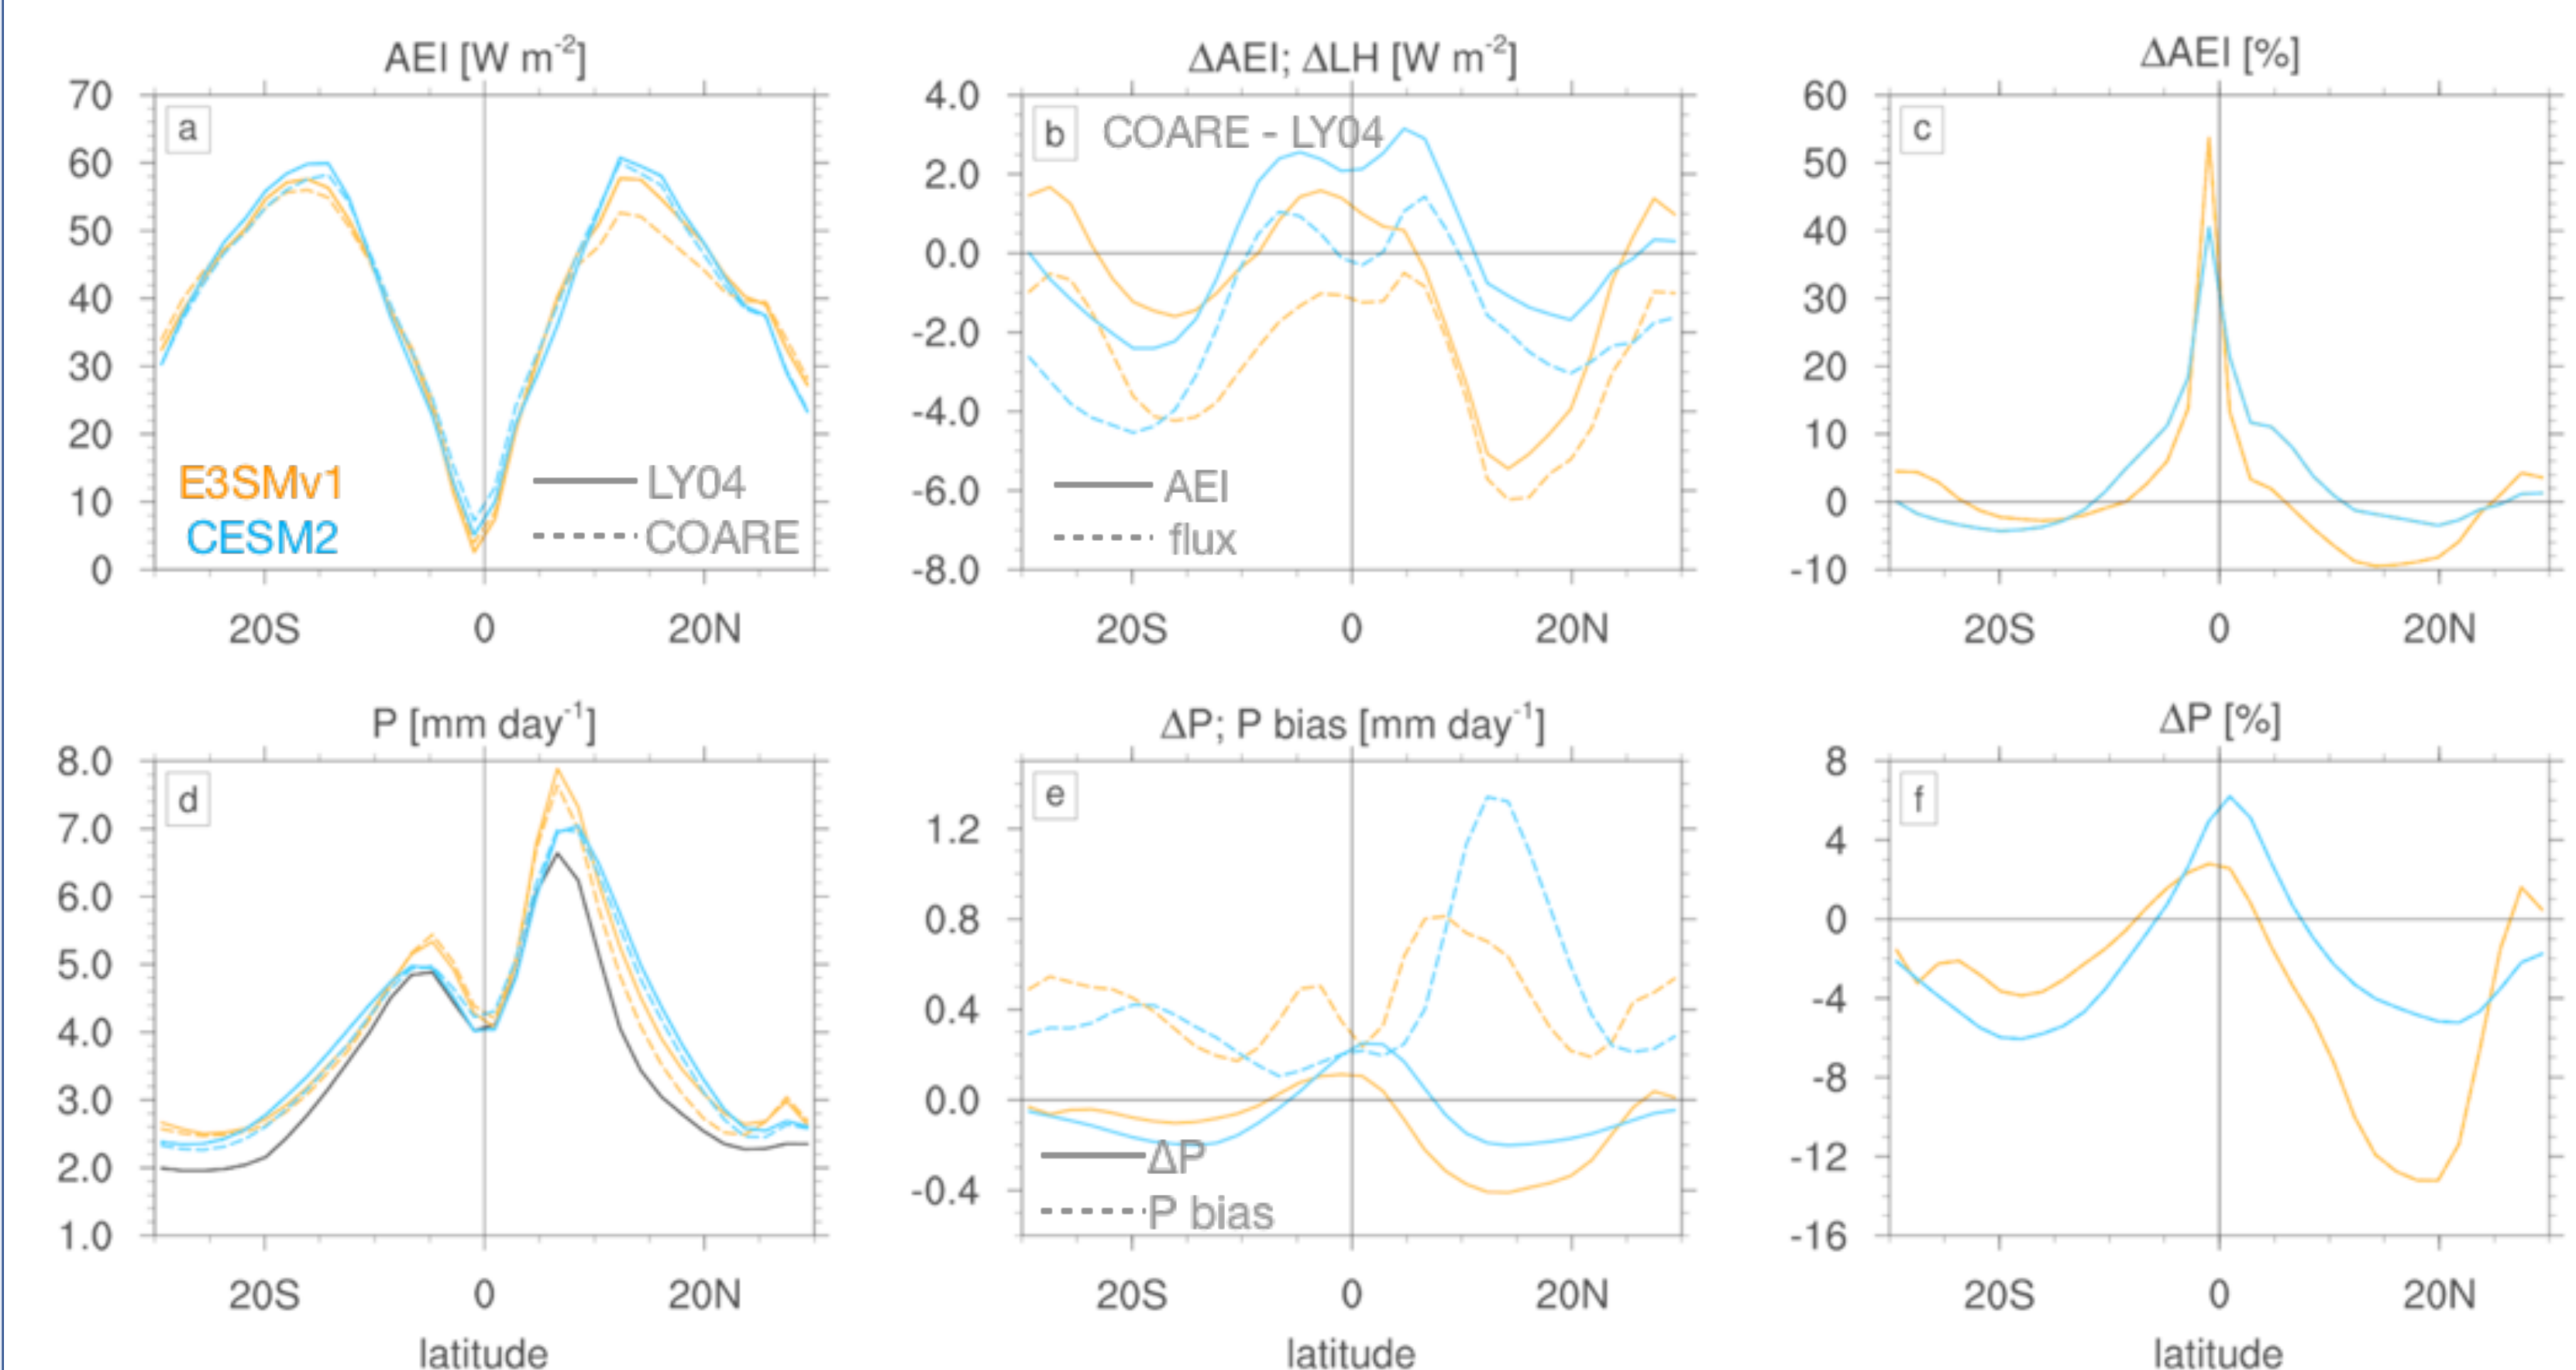 AEI [W m-2]
70
60
50
40
30
20
10
0
a
E3SMv1
CESM2
LY04
COARE
20S
0
20N
ΔAEI; ΔLH [W m-2]
4.0
2.0
0.0
-2.0
-4.0
-6.0
-8.0
b
COARE - LY04
AEI
flux
20S
0
20N
ΔAEI [%]
60
50
40
30
20
10
0
-10
c
20S
0
20N
P [mm day-1]
8.0
7.0
6.0
5.0
4.0
3.0
2.0
1.0
d
20S
0
20N
latitude
ΔP; P bias [mm day-1]
1.2
0.8
0.4
0.0
-0.4
e
ΔP
P bias
20S
0
20N
latitude
ΔP [%]
8
4
0
-4
-8
-12
-16
f
20S
0
20N
latitude